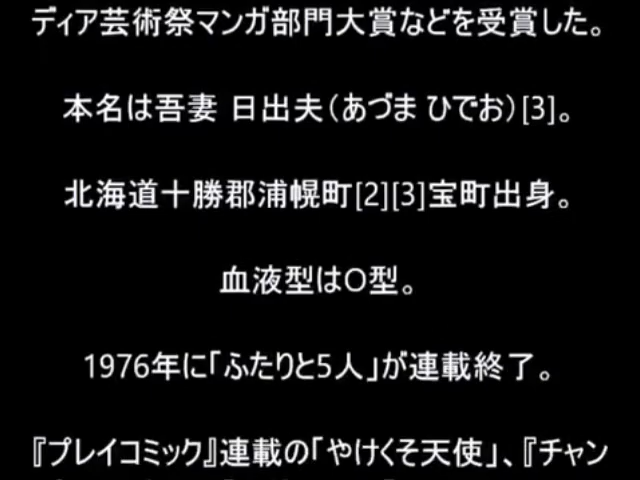 ディア芸術祭マンガ部門大賞などを受賞した。
本名は吾妻 日出夫（あづま ひでお）[3]。
北海道十勝郡浦幌町[2][3]宝町出身。
血液型はO型。
1976年に｢ふたりと5人｣が連載終了。
『プレイコミック』連載の｢やけくそ天使｣、『チャン